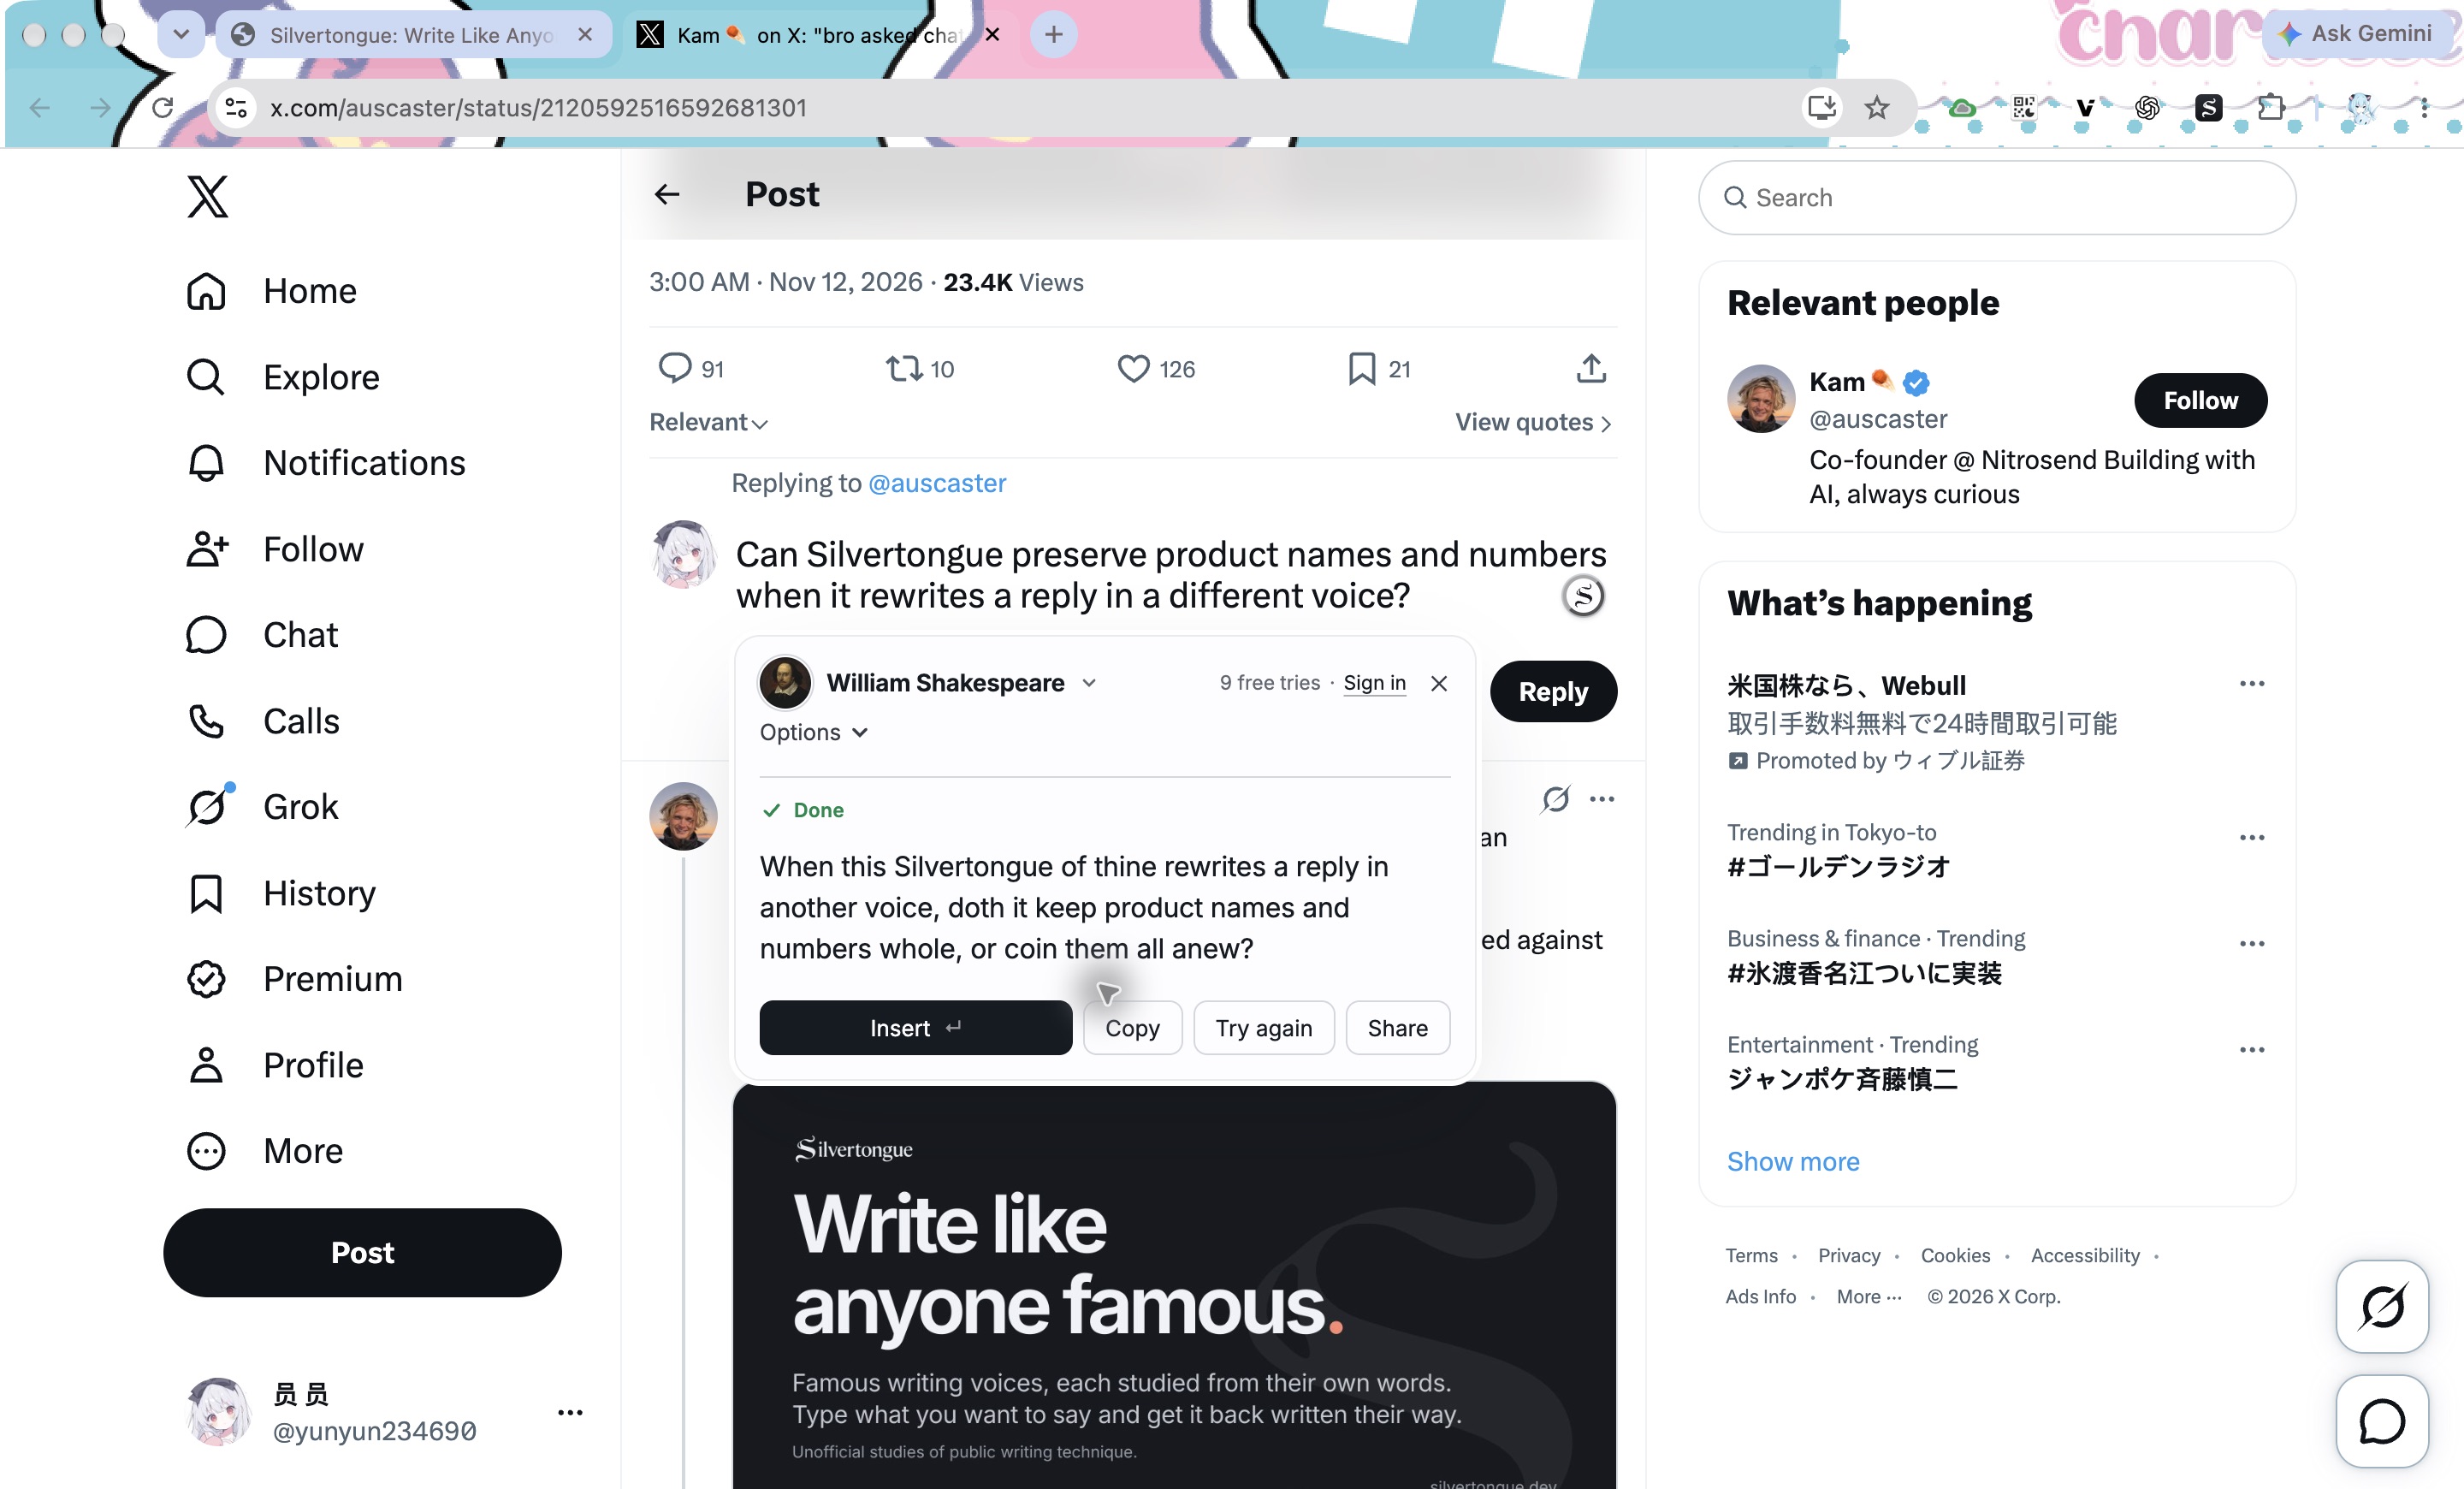 Silvertongue: Write Like Anyo
Kam on X: "bro asked chat
Ask Gemini
x.com/auscaster/status/2120592516592681301
Home
Explore
Notifications
Follow
Chat
Calls
Grok
History
Premium
Profile
More
Post
员 员
@yunyun234690
Post
3:00 AM · Nov 12, 2026 · 23.4K Views
91 10 126 21
Relevant View quotes
Replying to @auscaster
Can Silvertongue preserve product names and numbers
when it rewrites a reply in a different voice?
Reply
William Shakespeare 9 free tries · Sign in
Options
Done
When this Silvertongue of thine rewrites a reply in
another voice, doth it keep product names and
numbers whole, or coin them all anew?
Insert Copy Try again Share
an
ed against
Silvertongue
Write like
anyone famous.
Famous writing voices, each studied from their own words.
Type what you want to say and get it back written their way.
Unofficial studies of public writing technique.
silvertongue.dev
Search
Relevant people
Kam
@auscaster
Follow
Co-founder @ Nitrosend Building with
AI, always curious
What's happening
米国株なら、Webull
取引手数料無料で24時間取引可能
Promoted by ウィブル証券
Trending in Tokyo-to
#ゴールデンラジオ
Business & finance · Trending
#氷渡香名江ついに実装
Entertainment · Trending
ジャンポケ斉藤慎二
Show more
Terms · Privacy · Cookies · Accessibility ·
Ads Info · More ··· © 2026 X Corp.